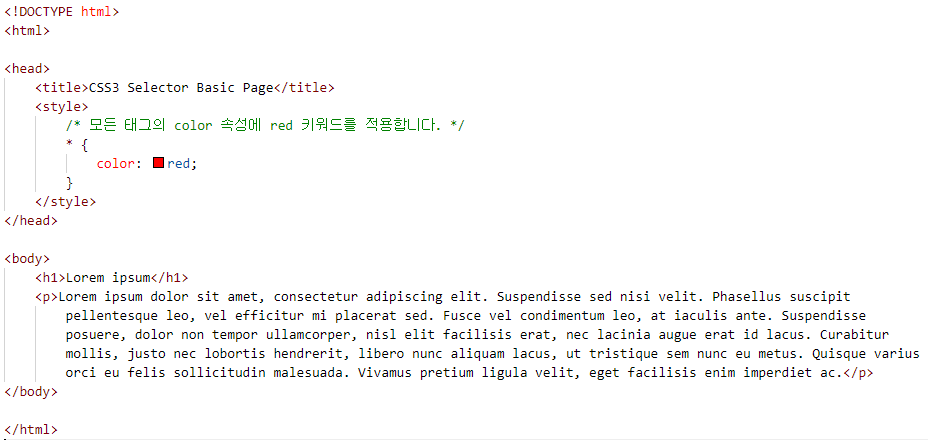 <!DOCTYPE html>
<html>
<head>
<title>CSS3 Selector Basic Page</title>
<style>
/* 모든 태그의 color 속성에 red 키워드를 적용합니다. */
* {
color: red;
}
</style>
</head>
<body>
<h1>Lorem ipsum</h1>
<p>Lorem ipsum dolor sit amet, consectetur adipiscing elit. Suspendisse sed nisi velit. Phasellus suscipit
pellentesque leo, vel efficitur mi placerat sed. Fusce vel condimentum leo, at iaculis ante. Suspendisse
posuere, dolor non tempor ullamcorper, nisl elit facilisis erat, nec lacinia augue erat id lacus. Curabitur
mollis, justo nec lobortis hendrerit, libero nunc aliquam lacus, ut tristique sem nunc eu metus. Quisque varius
orci eu felis sollicitudin malesuada. Vivamus pretium ligula velit, eget facilisis enim imperdiet ac.</p>
</body>
</html>